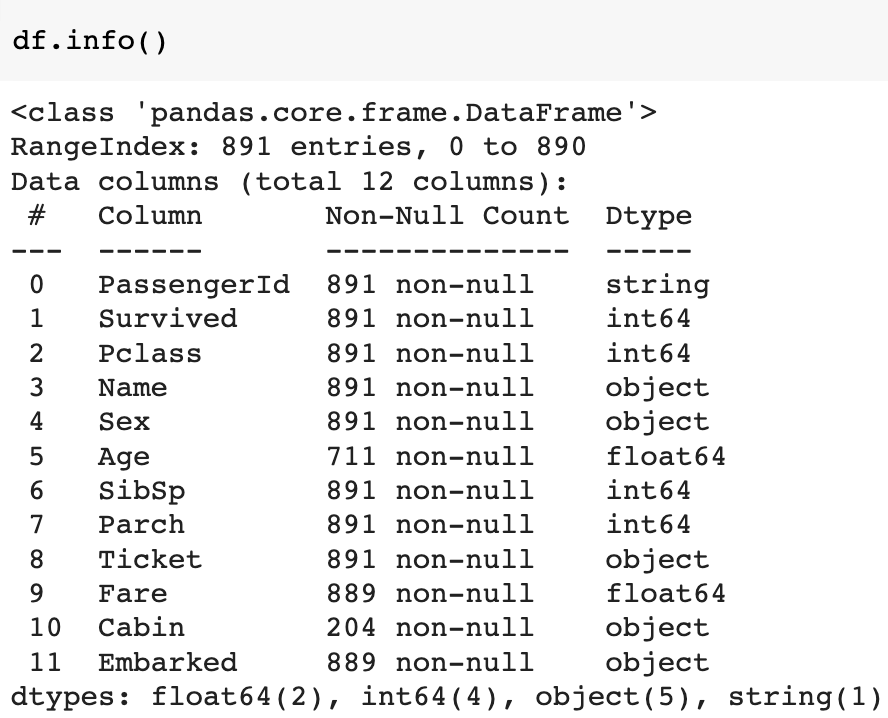 df.info()
<class 'pandas.core.frame.DataFrame'>
RangeIndex: 891 entries, 0 to 890
Data columns (total 12 columns):
 #   Column       Non-Null Count  Dtype
---  ------       --------------  -----
 0   PassengerId  891 non-null    string
 1   Survived     891 non-null    int64
 2   Pclass       891 non-null    int64
 3   Name         891 non-null    object
 4   Sex          891 non-null    object
 5   Age          711 non-null    float64
 6   SibSp        891 non-null    int64
 7   Parch        891 non-null    int64
 8   Ticket       891 non-null    object
 9   Fare         889 non-null    float64
 10  Cabin        204 non-null    object
 11  Embarked     889 non-null    object
dtypes: float64(2), int64(4), object(5), string(1)